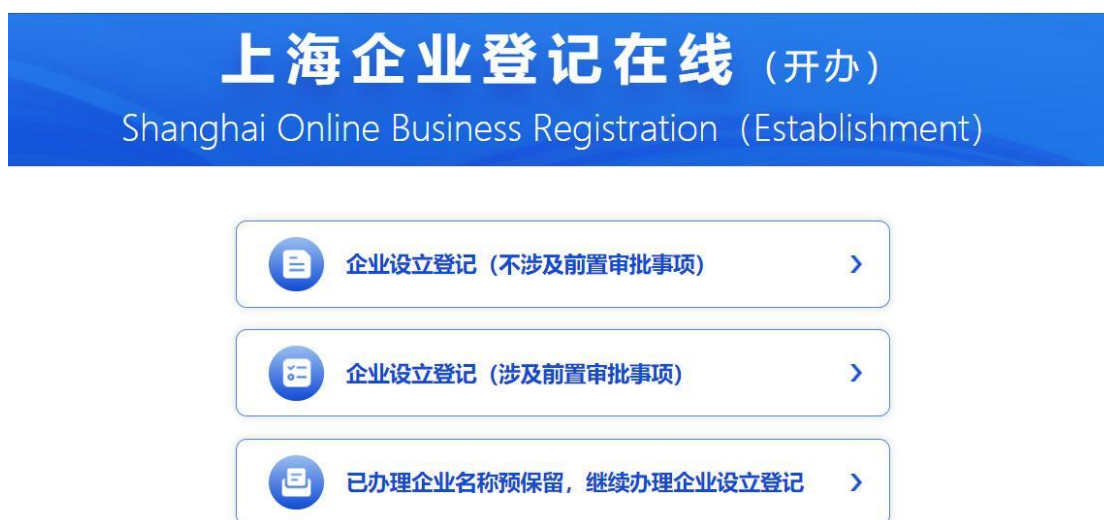 上海企业登记在线（开办）
Shanghai Online Business Registration（Establishment）
企业设立登记（不涉及前置审批事项）
企业设立登记（涉及前置审批事项）
已办理企业名称预保留，继续办理企业设立登记